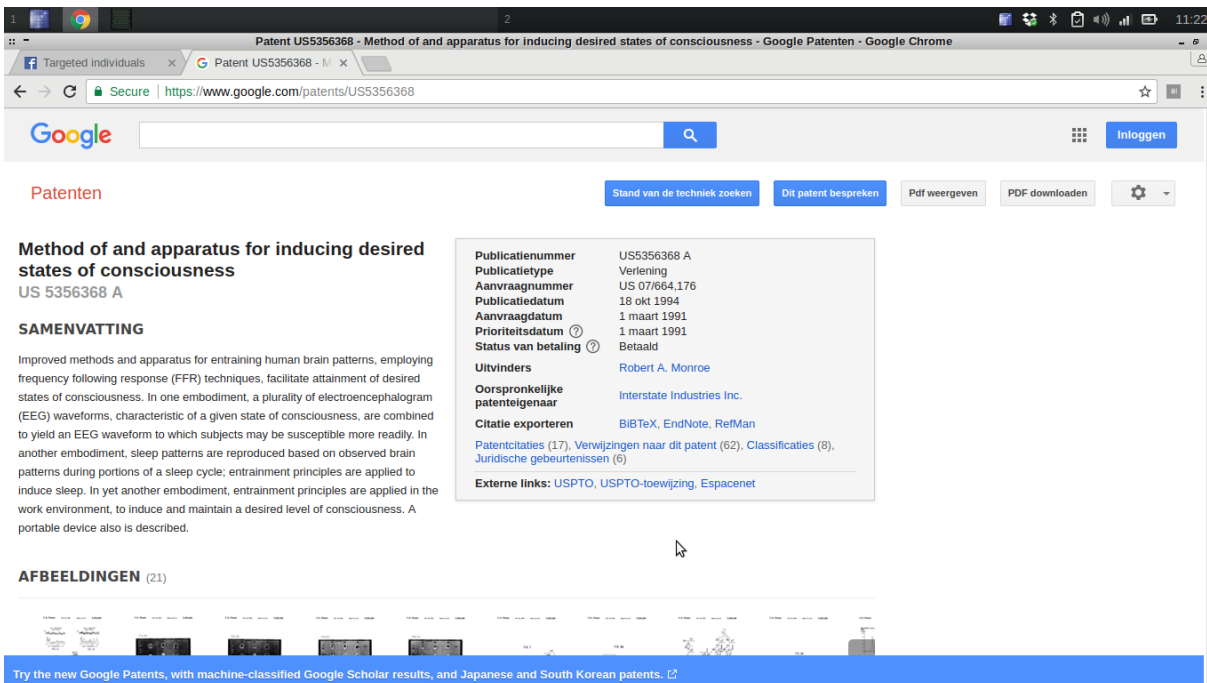 1
2
11:22
Patent US5356368 - Method of and apparatus for inducing desired states of consciousness - Google Patenten - Google Chrome
Targeted individuals
Patent US5356368 - M
Secure | https://www.google.com/patents/US5356368
Google
Inloggen
Patenten
Stand van de techniek zoeken
Dit patent bespreken
Pdf weergeven
PDF downloaden
Method of and apparatus for inducing desired
states of consciousness
US 5356368 A
SAMENVATTING
Improved methods and apparatus for entraining human brain patterns, employing
frequency following response (FFR) techniques, facilitate attainment of desired
states of consciousness. In one embodiment, a plurality of electroencephalogram
(EEG) waveforms, characteristic of a given state of consciousness, are combined
to yield an EEG waveform to which subjects may be susceptible more readily. In
another embodiment, sleep patterns are reproduced based on observed brain
patterns during portions of a sleep cycle; entrainment principles are applied to
induce sleep. In yet another embodiment, entrainment principles are applied in the
work environment, to induce and maintain a desired level of consciousness. A
portable device also is described.
Publicatienummer US5356368 A
Publicatietype Verlening
Aanvraagnummer US 07/664,176
Publicatiedatum 18 okt 1994
Aanvraagdatum 1 maart 1991
Prioriteitsdatum ? 1 maart 1991
Status van betaling ? Betaald
Uitvinders Robert A. Monroe
Oorspronkelijke
patenteigenaar Interstate Industries Inc.
Citatie exporteren BiBTeX, EndNote, RefMan
Patentcitaties (17), Verwijzingen naar dit patent (62), Classificaties (8),
Juridische gebeurtenissen (6)
Externe links: USPTO, USPTO-toewijzing, Espacenet
AFBEELDINGEN (21)
Try the new Google Patents, with machine-classified Google Scholar results, and Japanese and South Korean patents.